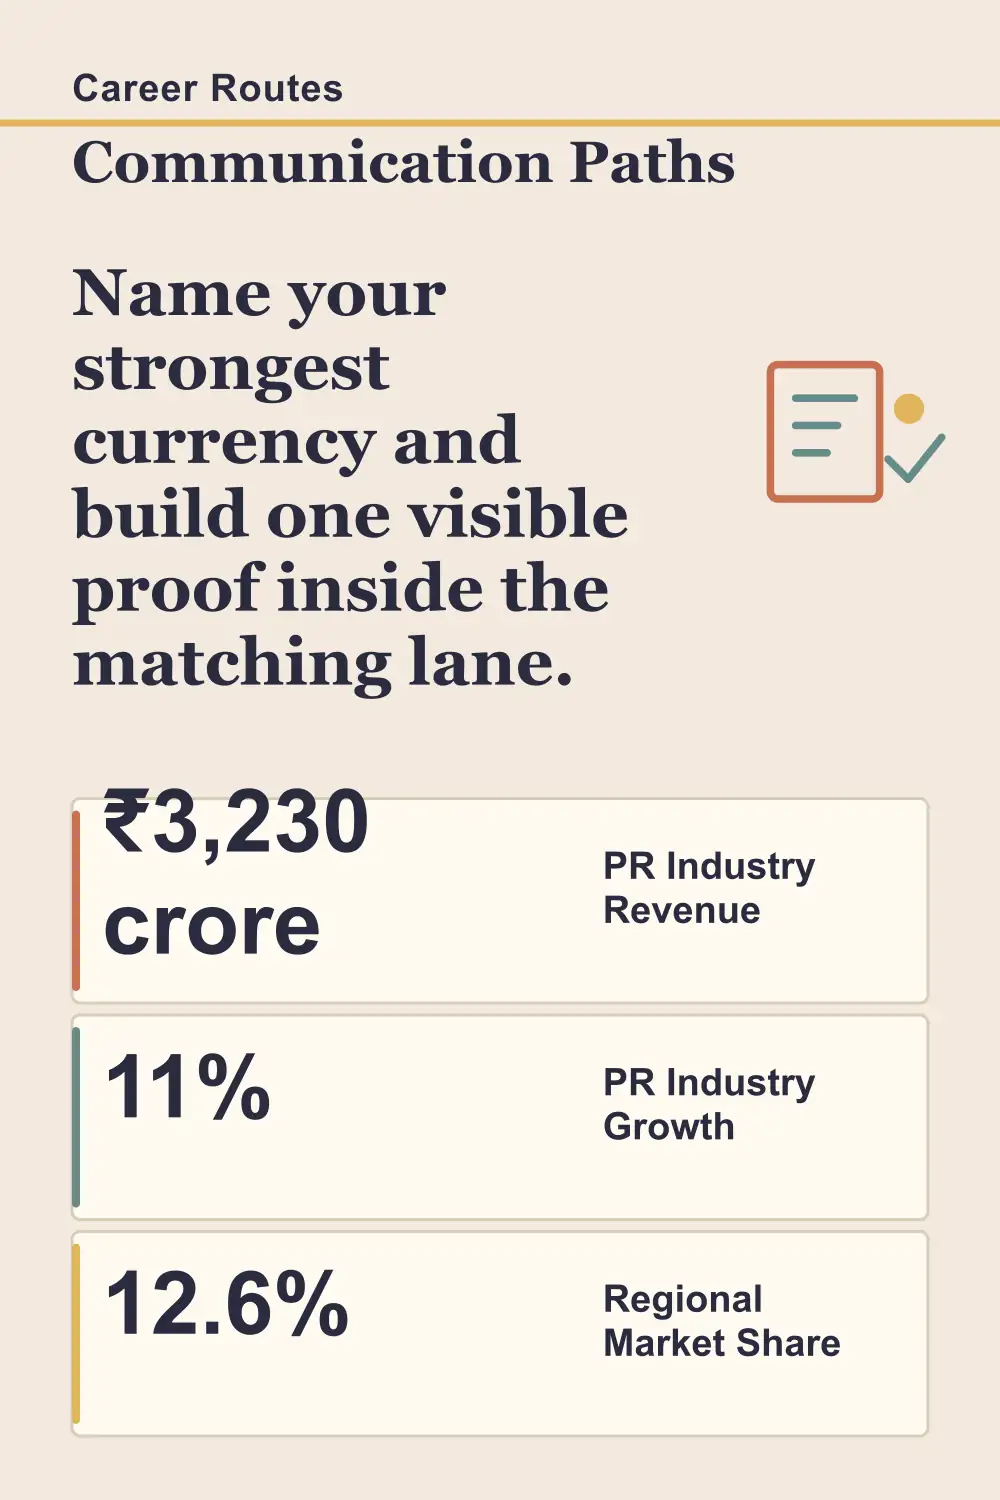 Career Routes
Communication Paths
Name your
strongest
currency and
build one visible
proof inside the
matching lane.
₹3,230
crore
PR Industry
Revenue
11%
PR Industry
Growth
12.6%
Regional
Market Share